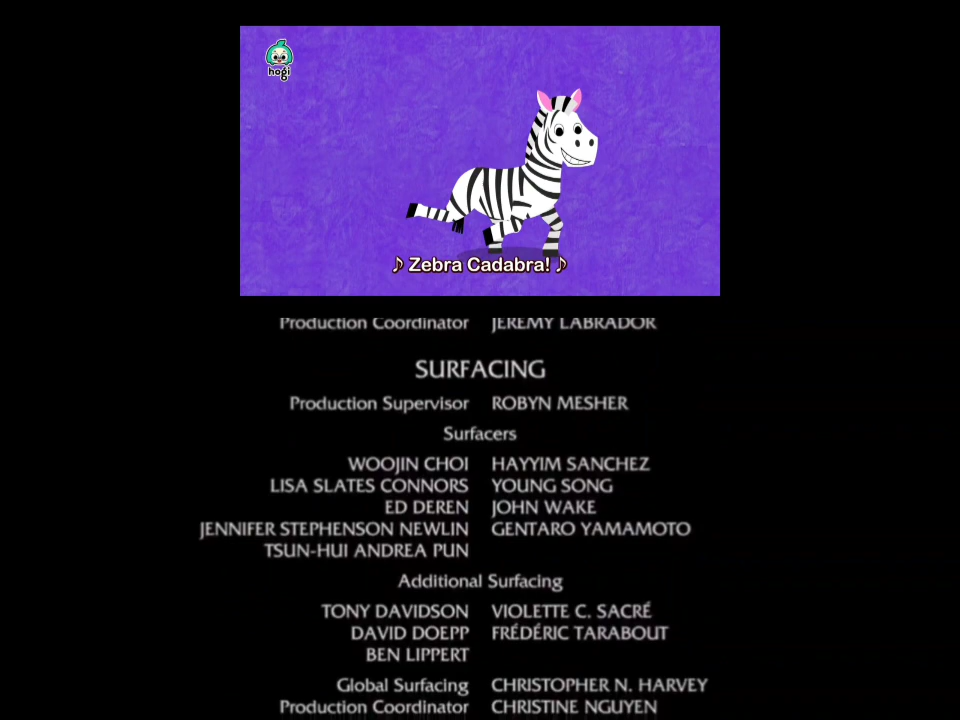 hogi
♪ Zebra Cadabra! ♪
Production Coordinator JEREMY LABRADOR
SURFACING
Production Supervisor ROBYN MESHER
Surfacers
WOOJIN CHOI HAYYIM SANCHEZ
LISA SLATES CONNORS YOUNG SONG
ED DEREN JOHN WAKE
JENNIFER STEPHENSON NEWLIN GENTARO YAMAMOTO
TSUN-HUI ANDREA PUN
Additional Surfacing
TONY DAVIDSON VIOLETTE C. SACRÉ
DAVID DOEPP FRÉDÉRIC TARABOUT
BEN LIPPERT
Global Surfacing CHRISTOPHER N. HARVEY
Production Coordinator CHRISTINE NGUYEN